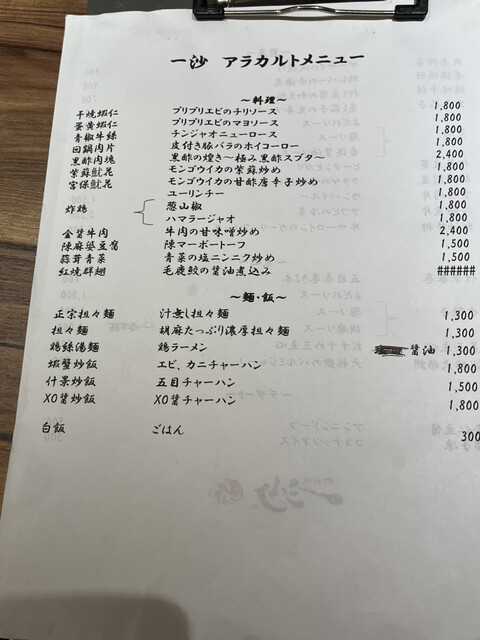 一沙 アラカルトメニュー
~料理~
干焼蝦仁 プリプリエビのチリソース 1,800
蛋黄蝦仁 プリプリエビのマヨソース 1,800
青椒牛絲 チンジャオニューロース 1,800
回鍋肉片 皮付き豚バラのホイコーロー 1,800
黒酢肉塊 黒酢の煌き~極み黒酢スブタ~ 2,400
紫蘇魷花 モンゴウイカの紫蘇炒め 1,800
宮保魷花 モンゴウイカの甘酢唐辛子炒め 1,800
ユーリンチー 1,800
炸鶏 葱山椒 1,800
ハマラージャオ 1,800
金醤牛肉 牛肉の甘味噌炒め 2,400
陳麻婆豆腐 陳マーボートーフ 1,500
蒜茸青菜 青菜の塩ニンニク炒め 1,500
紅焼群翅 毛鹿鮫の醤油煮込み ######
~麺・飯~
正宗担々麺 汁無し担々麺 1,300
担々麺 胡麻たっぷり濃厚担々麺 1,300
鶏絲湯麺 鶏ラーメン 醤油 1,300
蝦蟹炒飯 エビ、カニチャーハン 1,800
什景炒飯 五目チャーハン 1,500
XO醤炒飯 XO醤チャーハン 1,800
白飯 ごはん 300